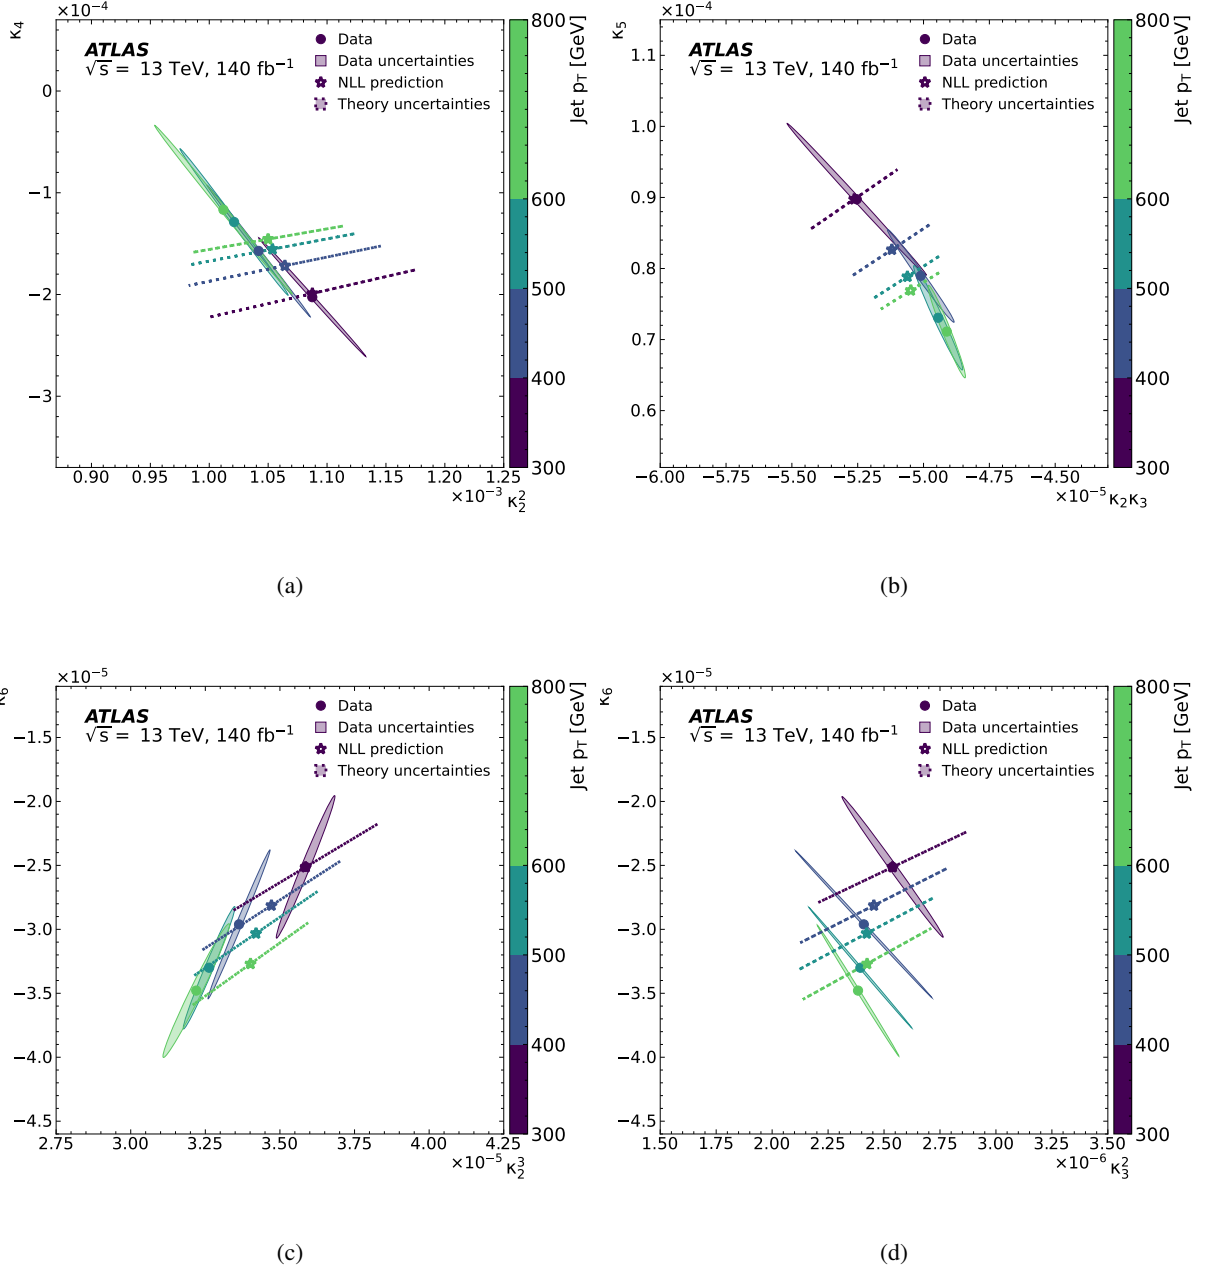 ×10⁻⁴
κ₄
ATLAS
√s = 13 TeV, 140 fb⁻¹
Data
Data uncertainties
NLL prediction
Theory uncertainties
0
−1
−2
−3
0.90 0.95 1.00 1.05 1.10 1.15 1.20 1.25
×10⁻³ κ₂²
800
600
500
400
300
Jet p_T [GeV]
(a)
×10⁻⁴
κ₅
ATLAS
√s = 13 TeV, 140 fb⁻¹
Data
Data uncertainties
NLL prediction
Theory uncertainties
1.1
1.0
0.9
0.8
0.7
0.6
−6.00 −5.75 −5.50 −5.25 −5.00 −4.75 −4.50
×10⁻⁵ κ₂κ₃
800
600
500
400
300
Jet p_T [GeV]
(b)
×10⁻⁵
κ₆
ATLAS
√s = 13 TeV, 140 fb⁻¹
Data
Data uncertainties
NLL prediction
Theory uncertainties
−1.5
−2.0
−2.5
−3.0
−3.5
−4.0
−4.5
2.75 3.00 3.25 3.50 3.75 4.00 4.25
×10⁻⁵ κ₂³
800
600
500
400
300
Jet p_T [GeV]
(c)
×10⁻⁵
κ₆
ATLAS
√s = 13 TeV, 140 fb⁻¹
Data
Data uncertainties
NLL prediction
Theory uncertainties
−1.5
−2.0
−2.5
−3.0
−3.5
−4.0
−4.5
1.50 1.75 2.00 2.25 2.50 2.75 3.00 3.25 3.50
×10⁻⁶ κ₃²
800
600
500
400
300
Jet p_T [GeV]
(d)